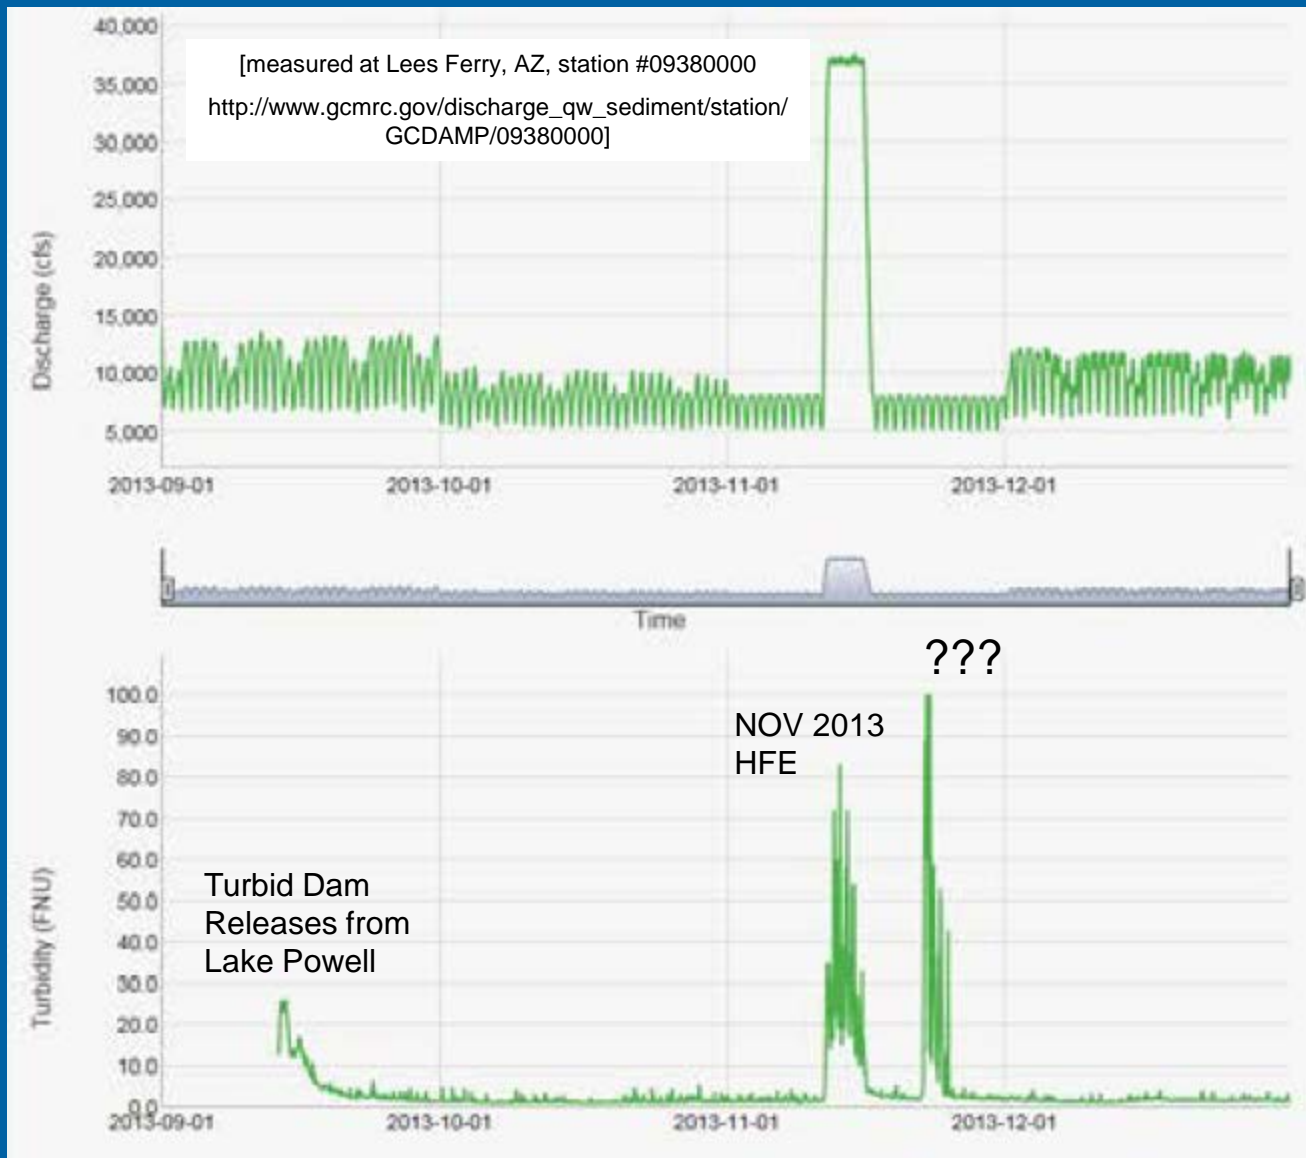 40,000
[measured at Lees Ferry, AZ, station #09380000
35,000
http://www.gcmrc.gov/discharge_qw_sediment/station/
GCDAMP/09380000]
30,000
25,000
20,000
15,000
10,000
5,000
Discharge (cfs)
2013-09-01 2013-10-01 2013-11-01 2013-12-01
Time
???
100.0
NOV 2013
HFE
90.0
80.0
70.0
60.0
Turbid Dam
Releases from
Lake Powell
50.0
40.0
30.0
20.0
10.0
0.0
Turbidity (FNU)
2013-09-01 2013-10-01 2013-11-01 2013-12-01